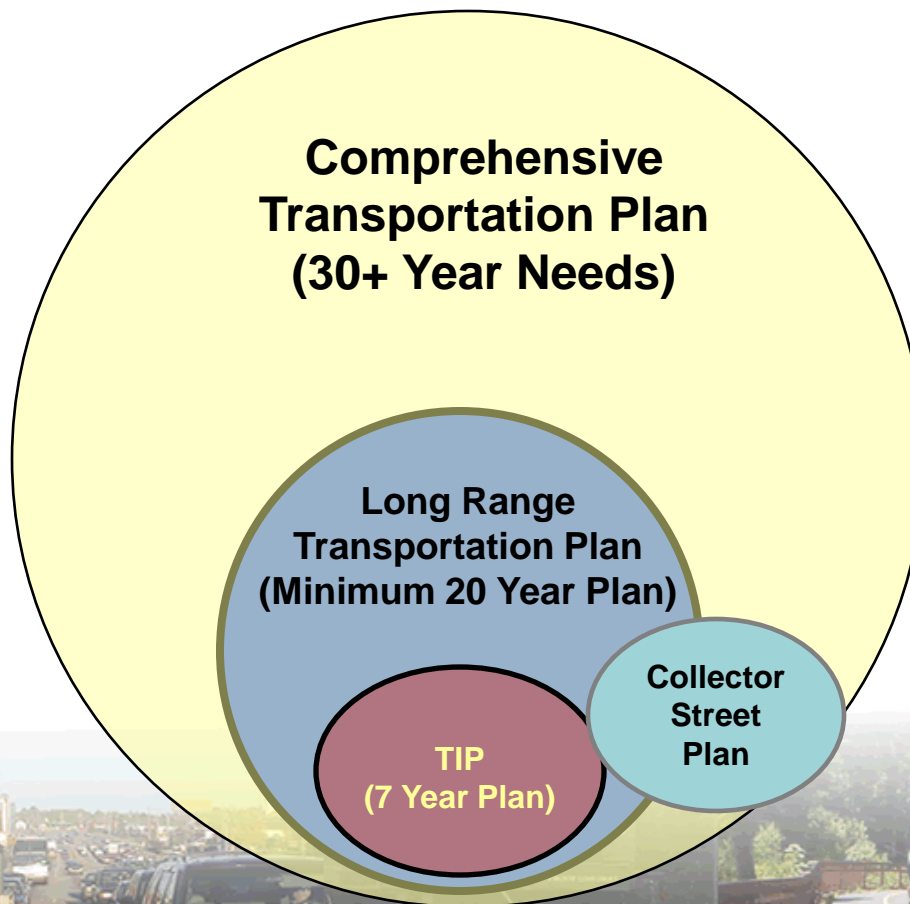 Comprehensive
Transportation Plan
(30+ Year Needs)
Long Range
Transportation Plan
(Minimum 20 Year Plan)
Collector
Street
Plan
TIP
(7 Year Plan)